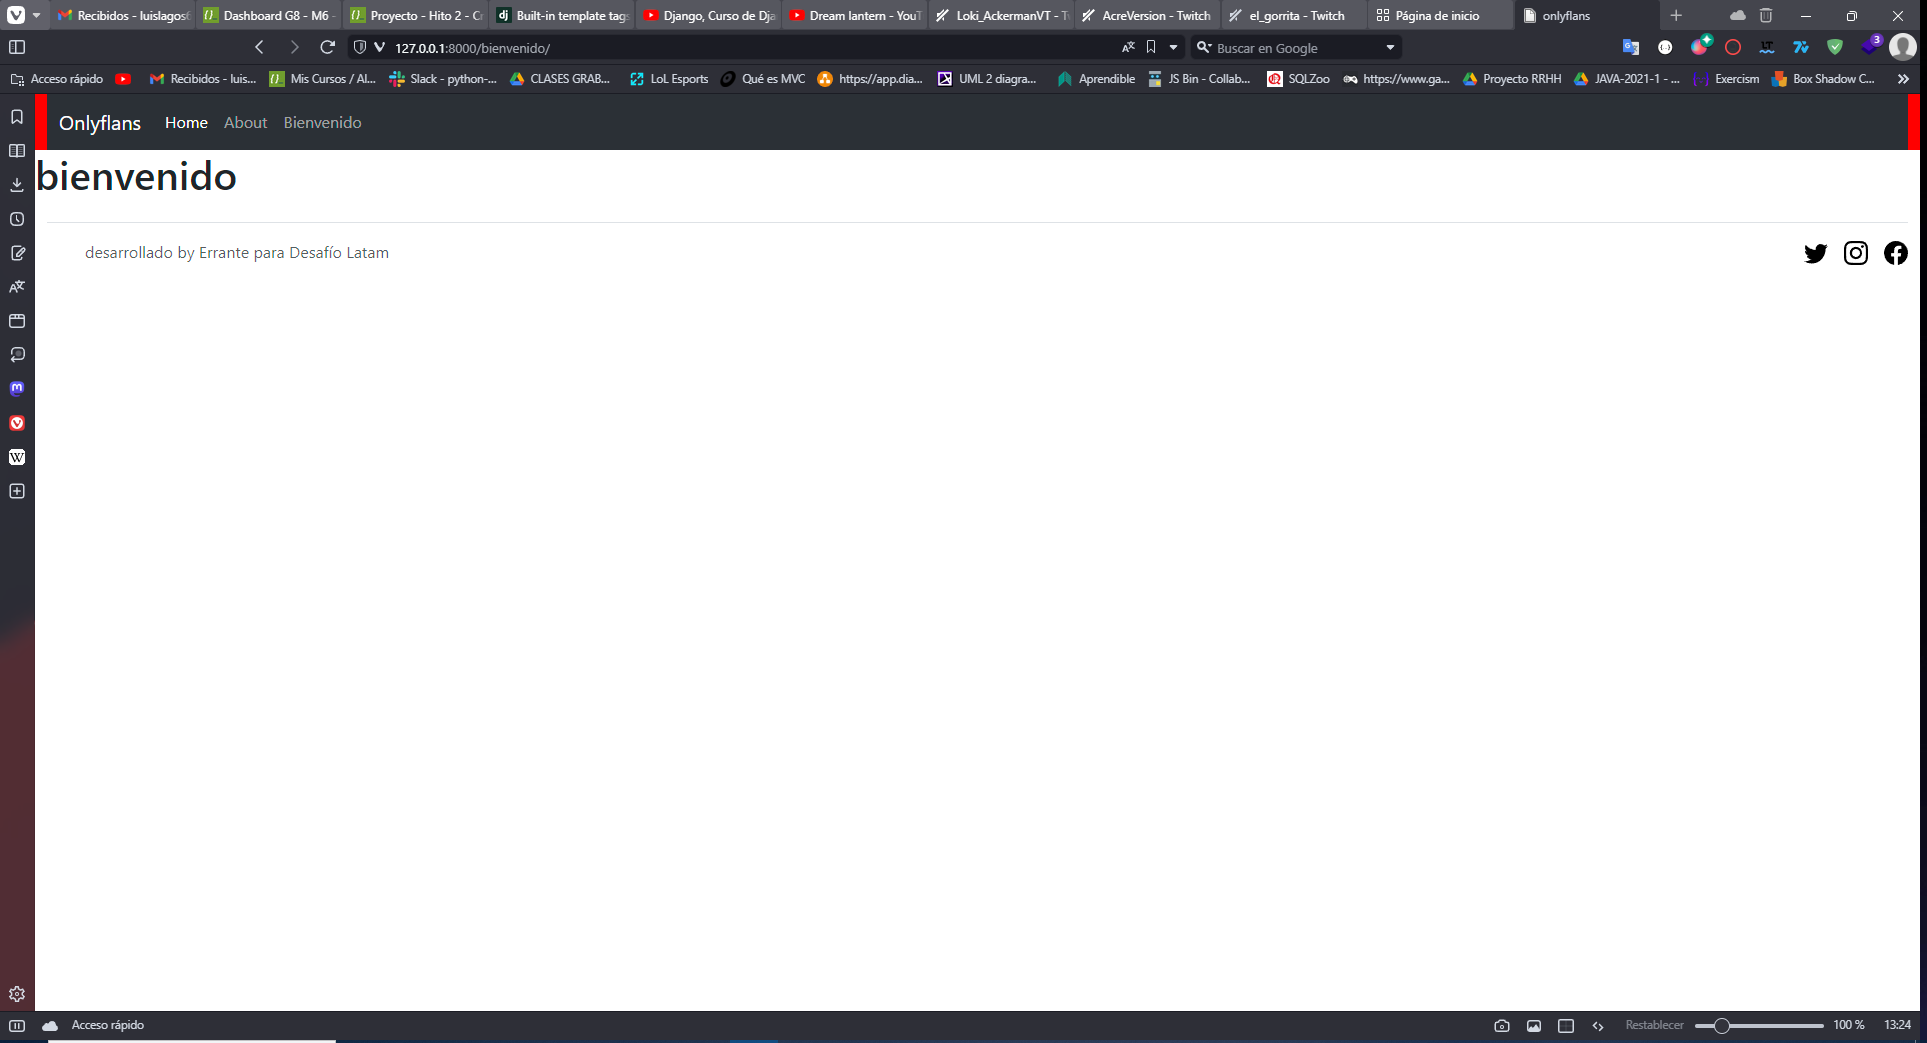 Recibidos - luislagos
Dashboard G8 - M6 -
Proyecto - Hito 2 - Cr
Built-in template tags
Django, Curso de Dja
Dream lantern - YouT
Loki_AckermanVT - T
AcreVersion - Twitch
el_gorrita - Twitch
Página de inicio
onlyflans
127.0.0.1:8000/bienvenido/
Buscar en Google
3
Acceso rápido
Recibidos - luis...
Mis Cursos / Al...
Slack - python-...
CLASES GRAB...
LoL Esports
Qué es MVC
https://app.dia...
UML 2 diagra...
Aprendible
JS Bin - Collab...
SQLZoo
https://www.ga...
Proyecto RRHH
JAVA-2021-1 - ...
Exercism
Box Shadow C...
Onlyflans
Home
About
Bienvenido
bienvenido
desarrollado by Errante para Desafío Latam
Acceso rápido
Restablecer
100 %
13:24